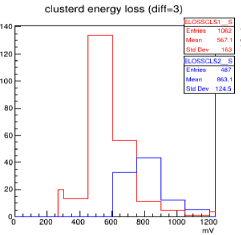 clusterd energy loss (diff=3)
ELOSSCLS1__S
Entries 1062
Mean 567.1
Std Dev 163
ELOSSCLS2__S
Entries 487
Mean 863.1
Std Dev 124.5
140
120
100
80
60
40
20
0
0 200 400 600 800 1000 1200
mV